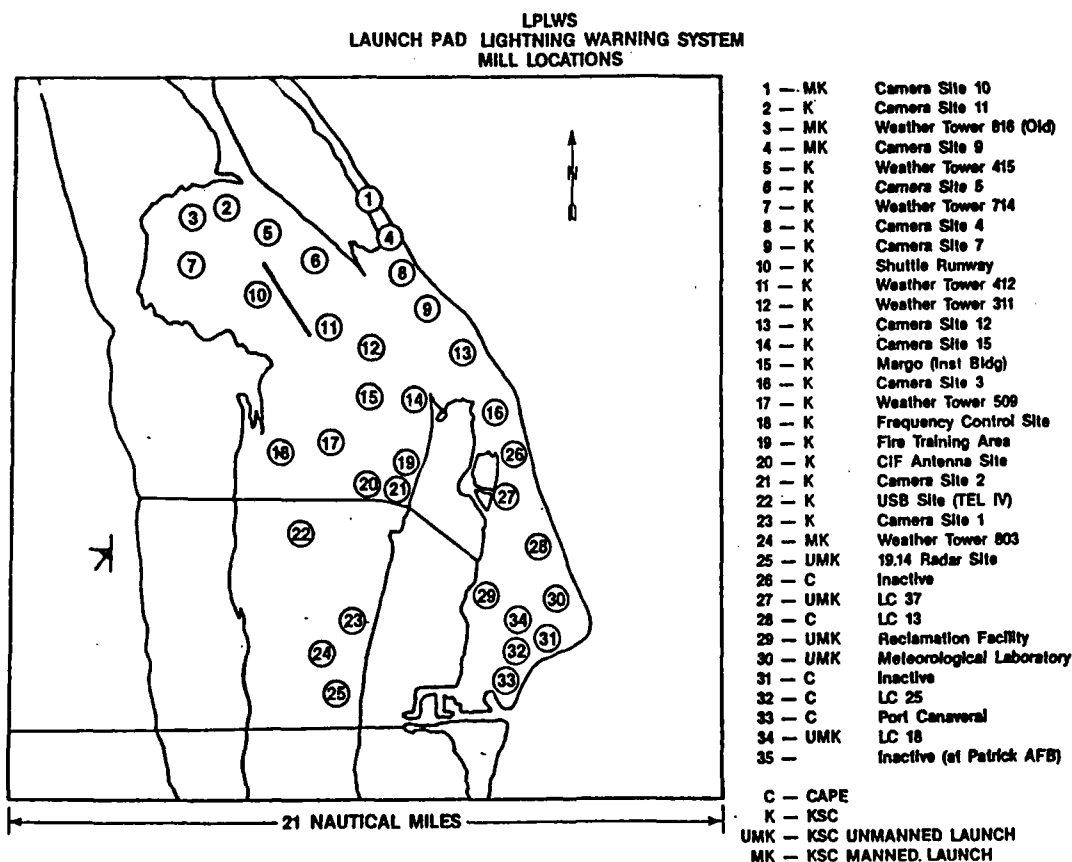 LPLWS
LAUNCH PAD LIGHTNING WARNING SYSTEM
MILL LOCATIONS
N
1
2
3
4
5
6
7
8
9
10
11
12
13
14
15
16
17
18
19
20
21
22
23
24
25
26
27
28
29
30
31
32
33
34
21 NAUTICAL MILES
1 — MK Camera Site 10
2 — K Camera Site 11
3 — MK Weather Tower 816 (Old)
4 — MK Camera Site 9
5 — K Weather Tower 415
6 — K Camera Site 5
7 — K Weather Tower 714
8 — K Camera Site 4
9 — K Camera Site 7
10 — K Shuttle Runway
11 — K Weather Tower 412
12 — K Weather Tower 311
13 — K Camera Site 12
14 — K Camera Site 15
15 — K Margo (Inst Bldg)
16 — K Camera Site 3
17 — K Weather Tower 509
18 — K Frequency Control Site
19 — K Fire Training Area
20 — K CIF Antenna Site
21 — K Camera Site 2
22 — K USB Site (TEL IV)
23 — K Camera Site 1
24 — MK Weather Tower 803
25 — UMK 19.14 Radar Site
26 — C Inactive
27 — UMK LC 37
28 — C LC 13
29 — UMK Reclamation Facility
30 — UMK Meteorological Laboratory
31 — C Inactive
32 — C LC 25
33 — C Port Canaveral
34 — UMK LC 18
35 — Inactive (at Patrick AFB)
C — CAPE
K — KSC
UMK — KSC UNMANNED LAUNCH
MK — KSC MANNED. LAUNCH